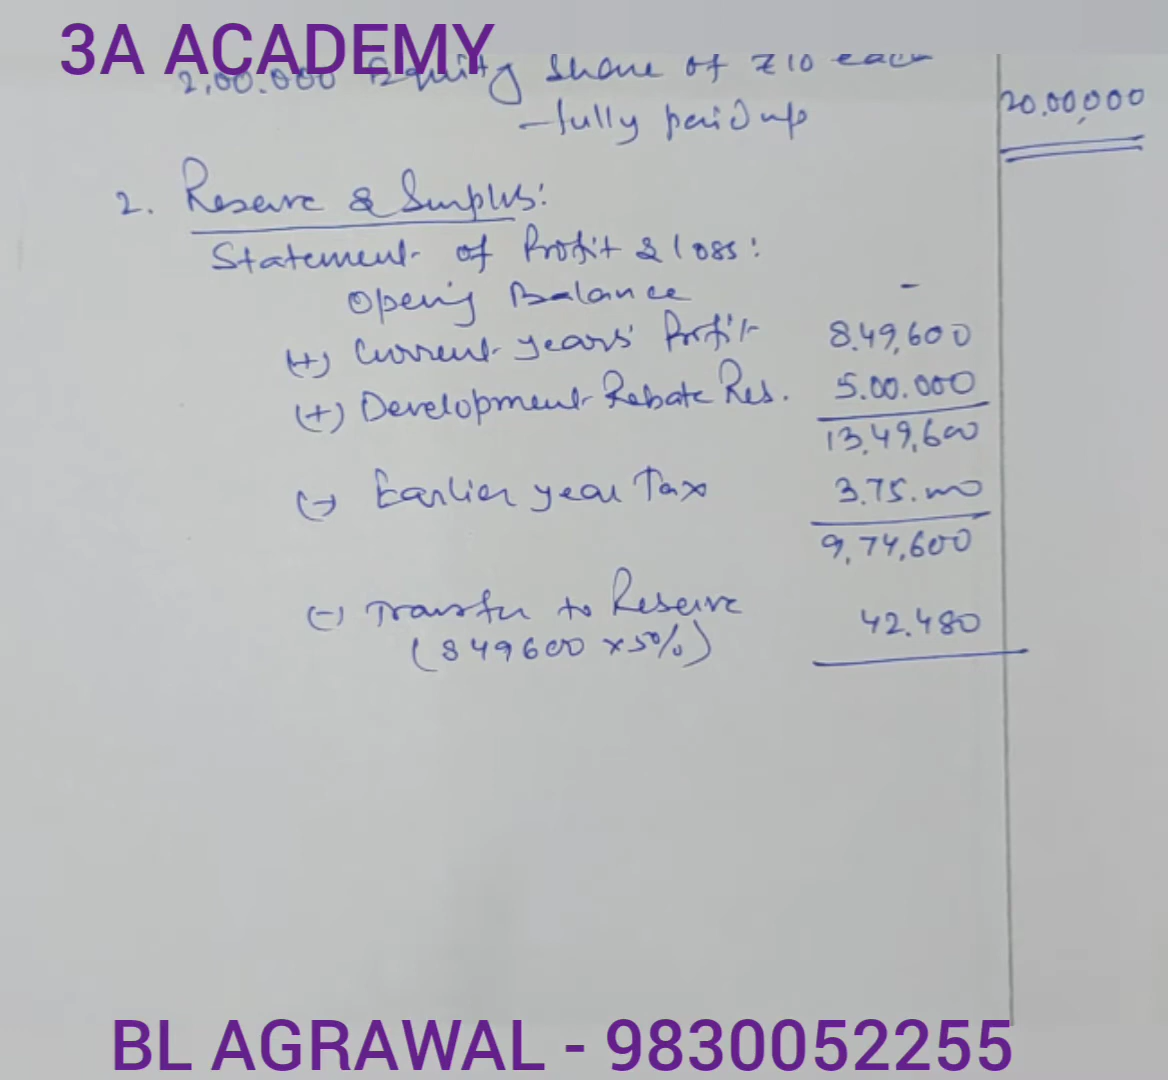 3A ACADEMY
2,00.000 Equity Share of ₹10 each
- fully paid up 20,00,000
2. Reserve & Surplus:
Statement of Profit & loss:
Opening Balance -
(+) Current years' Profit 8,49,600
(+) Development Rebate Res. 5.00.000
13,49,600
(-) Earlier year Tax 3.75.000
9,74,600
(-) Transfer to Reserve 42.480
(849600 x 5%)
BL AGRAWAL - 9830052255